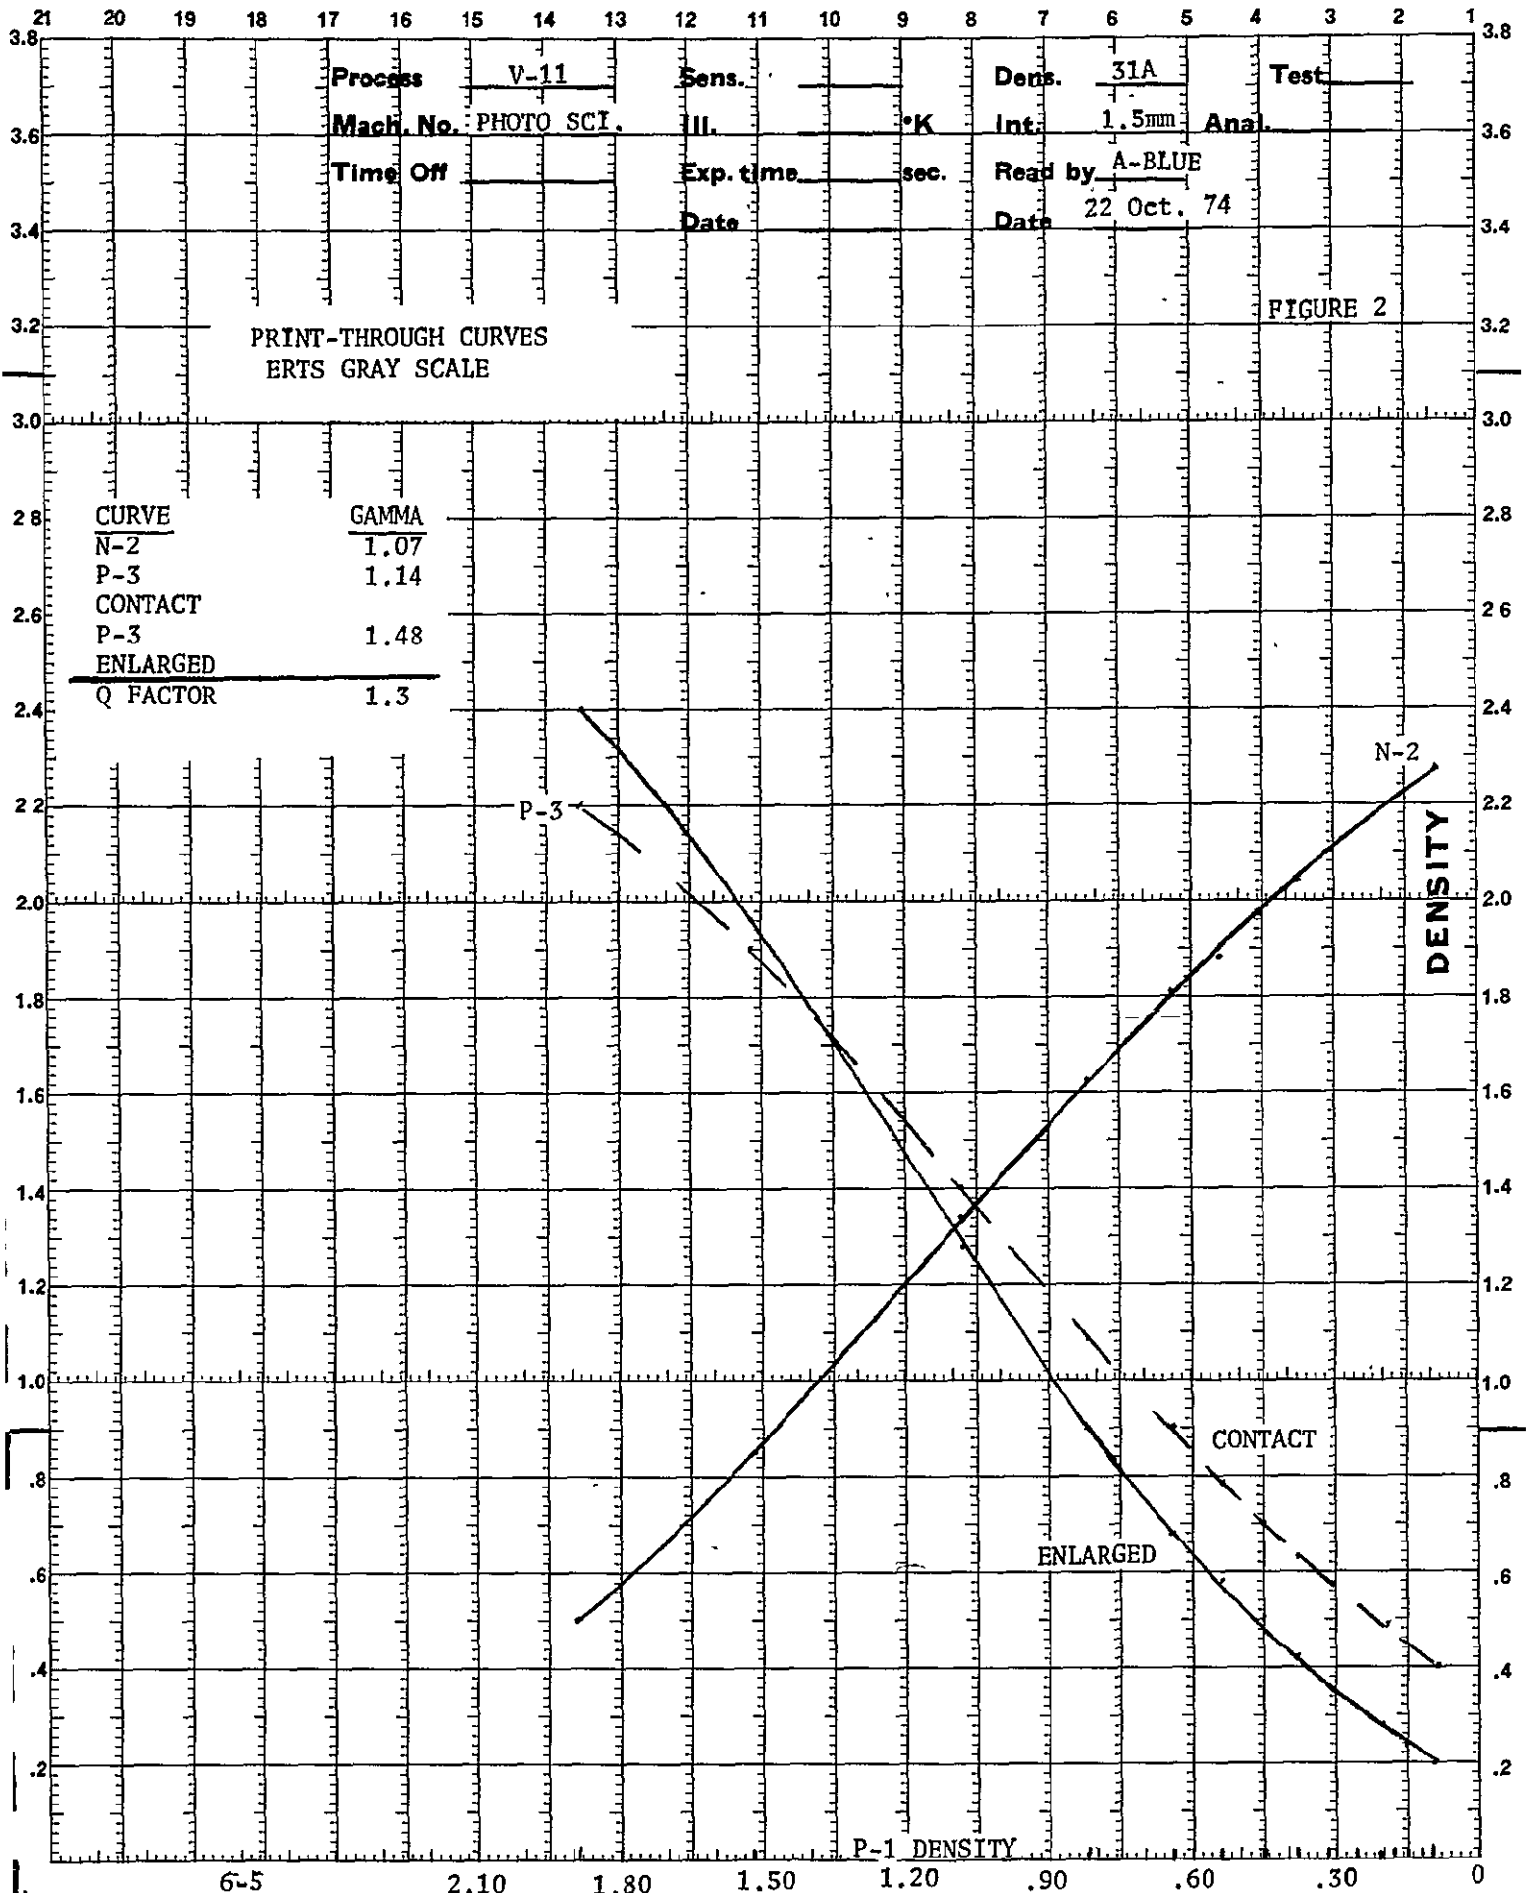 21 20 19 18 17 16 15 14 13 12 11 10 9 8 7 6 5 4 3 2 1
3.8 3.8
Process V-11 Sens. Dens. 31A Test
Mach. No. PHOTO SCI. Ill. °K Int. 1.5mm Anal.
3.6 3.6
Time Off Exp. time sec. Read by A-BLUE
Date Date 22 Oct. 74
3.4 3.4
FIGURE 2
3.2 3.2
PRINT-THROUGH CURVES
ERTS GRAY SCALE
3.0 3.0
2 8 2.8
CURVE GAMMA
N-2 1.07
P-3 1.14
CONTACT
2.6 2 6
P-3 1.48
ENLARGED
Q FACTOR 1.3
2.4 2.4
N-2
2 2 2.2
P-3
DENSITY
2.0 2.0
1.8 1.8
1.6 1.6
1.4 1.4
1.2 1.2
1.0 1.0
CONTACT
.8 .8
ENLARGED
.6 .6
.4 .4
.2 .2
P-1 DENSITY
6-5 2.10 1.80 1.50 1.20 .90 .60 .30 0